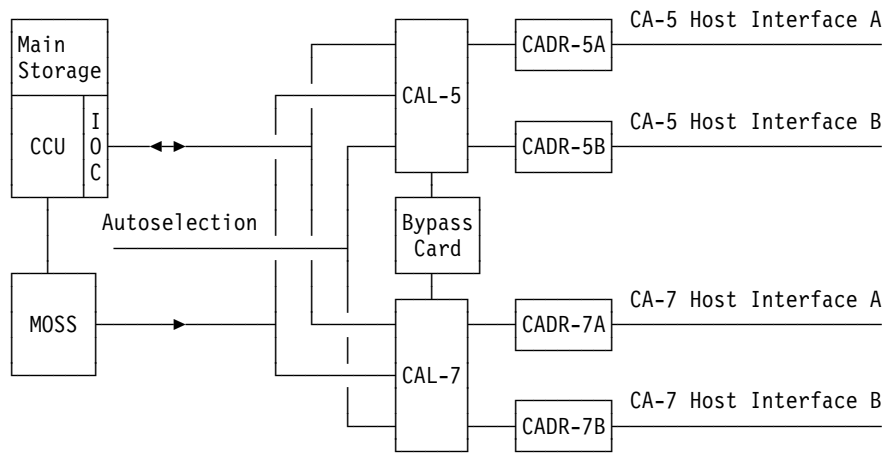 CA-5 Host Interface A
Main
Storage
CADR-5A
CAL-5
I
O
C
CCU
CA-5 Host Interface B
CADR-5B
Autoselection
Bypass
Card
CA-7 Host Interface A
MOSS
CADR-7A
CAL-7
CA-7 Host Interface B
CADR-7B